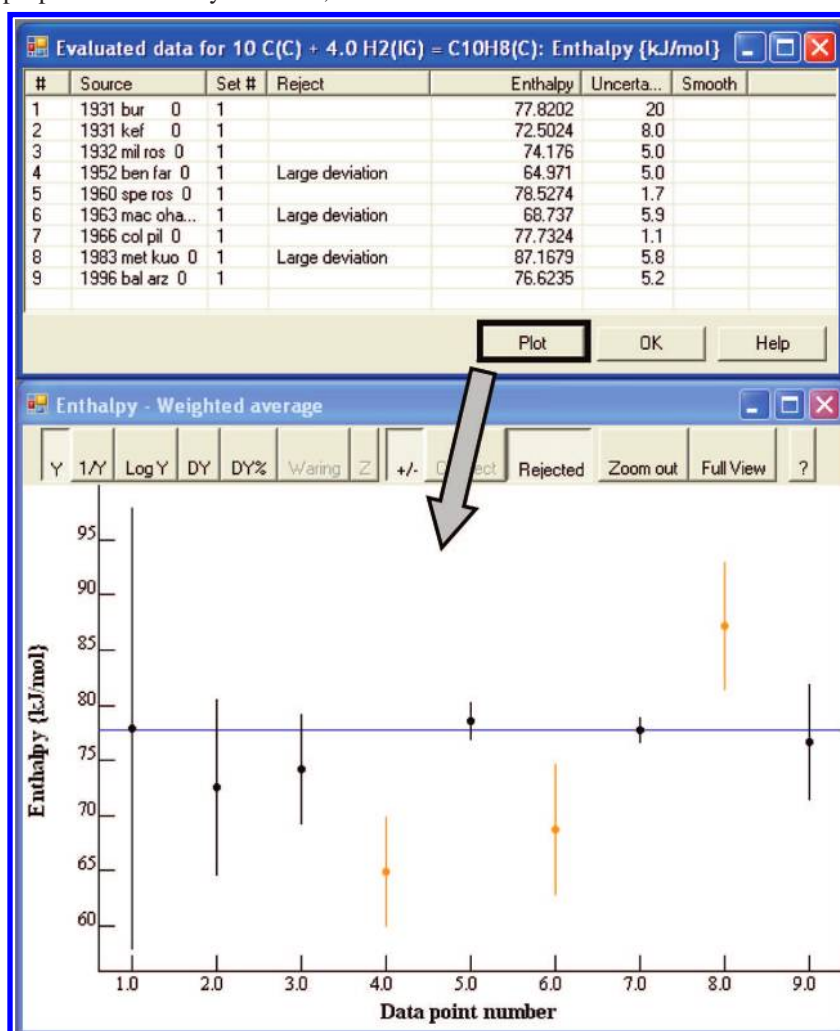 Evaluated data for 10 C(C) + 4.0 H2(IG) = C10H8(C): Enthalpy {kJ/mol}
# Source Set # Reject Enthalpy Uncerta... Smooth
1 1931 bur 0 1 77.8202 20
2 1931 kef 0 1 72.5024 8.0
3 1932 mil ros 0 1 74.176 5.0
4 1952 ben far 0 1 Large deviation 64.971 5.0
5 1960 spe ros 0 1 78.5274 1.7
6 1963 mac oha... 1 Large deviation 68.737 5.9
7 1966 col pil 0 1 77.7324 1.1
8 1983 met kuo 0 1 Large deviation 87.1679 5.8
9 1996 bal arz 0 1 76.6235 5.2
Plot OK Help
Enthalpy - Weighted average
Y 1/Y Log Y DY DY% Waring Z +/- Rejected Zoom out Full View ?
95
90
85
80
75
70
65
60
Enthalpy {kJ/mol}
1.0 2.0 3.0 4.0 5.0 6.0 7.0 8.0 9.0
Data point number